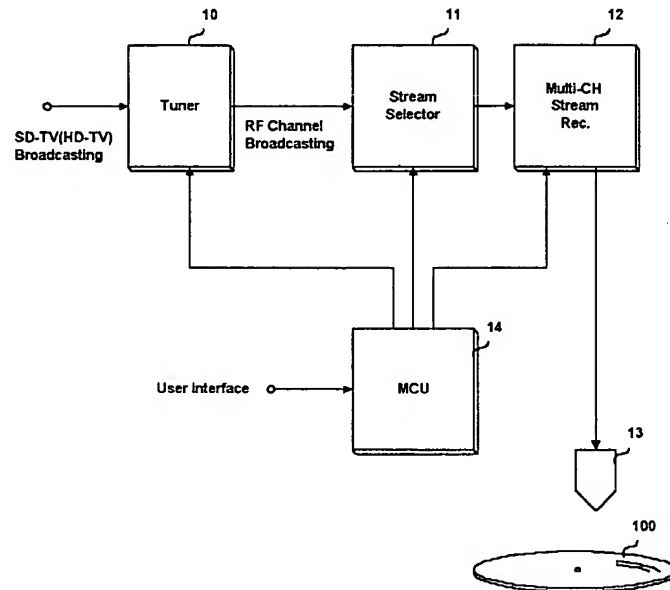 10
11
12
Tuner
Stream
Selector
Multi-CH
Stream
Rec.
SD-TV(HD-TV)
Broadcasting
RF Channel
Broadcasting
14
User Interface
MCU
13
100